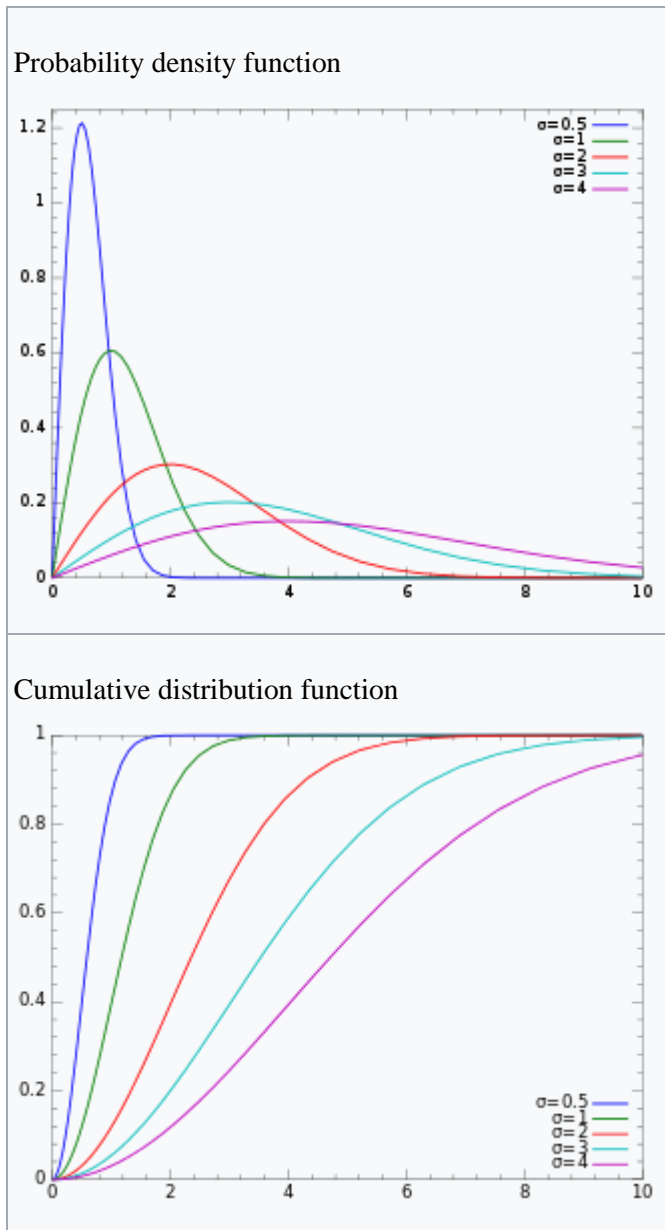 Probability density function
1.2
1
0.8
0.6
0.4
0.2
0
0 2 4 6 8 10
σ=0.5
σ=1
σ=2
σ=3
σ=4
Cumulative distribution function
1
0.8
0.6
0.4
0.2
0
0 2 4 6 8 10
σ=0.5
σ=1
σ=2
σ=3
σ=4